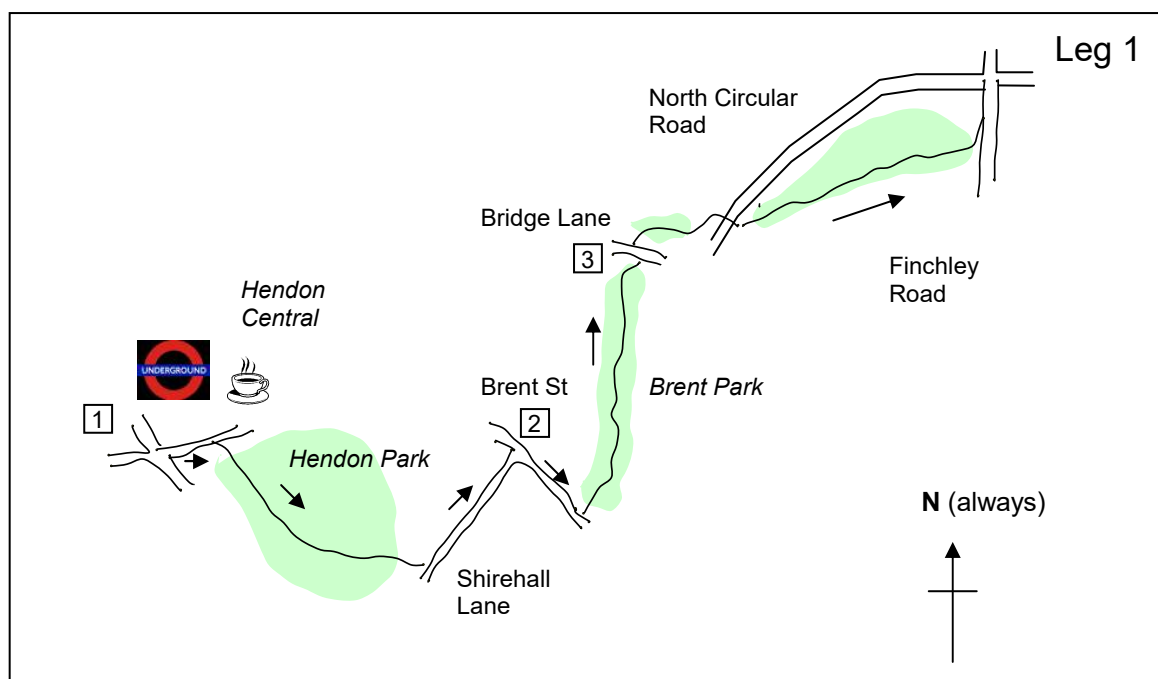 Leg 1
North Circular
Road
Bridge Lane
3
Finchley
Road
Hendon
Central
UNDERGROUND
Brent St
2
Brent Park
1
Hendon Park
N (always)
Shirehall
Lane